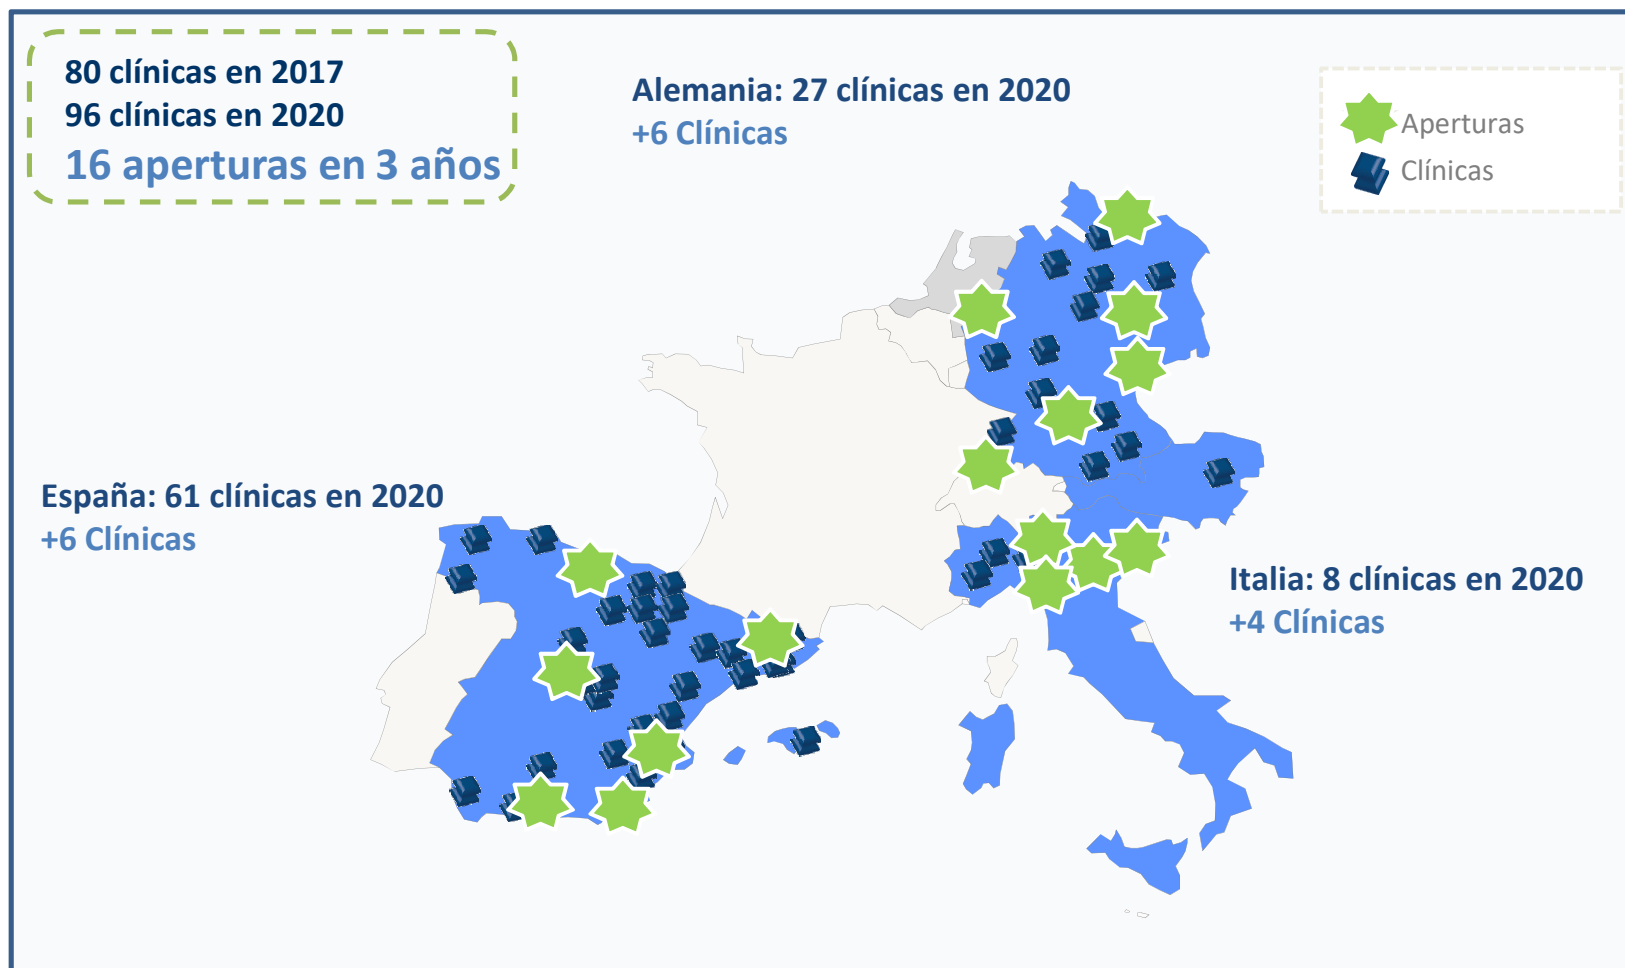 80 clínicas en 2017
96 clínicas en 2020
16 aperturas en 3 años
Alemania: 27 clínicas en 2020
+6 Clínicas
Aperturas
Clínicas
España: 61 clínicas en 2020
+6 Clínicas
Italia: 8 clínicas en 2020
+4 Clínicas